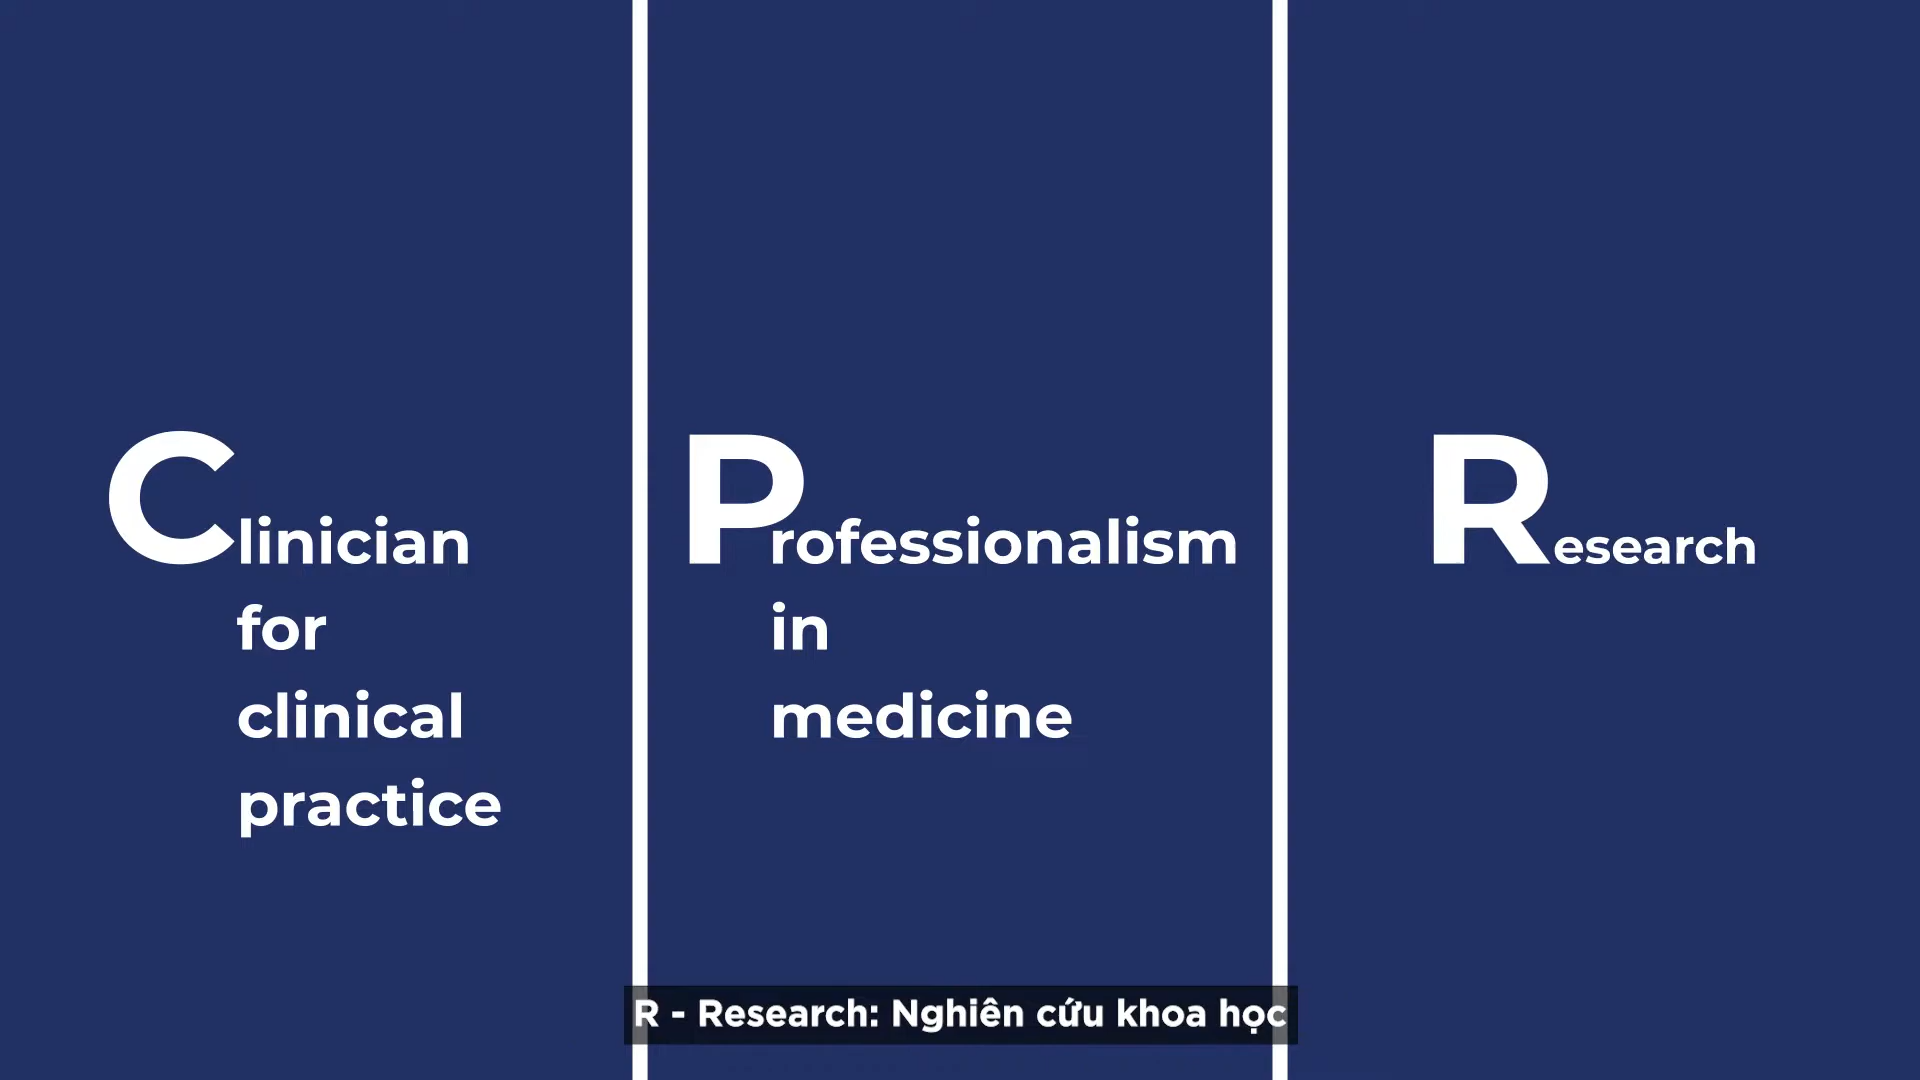 Clinician
for
clinical
practice
Professionalism
in
medicine
Research
R - Research: Nghiên cứu khoa học